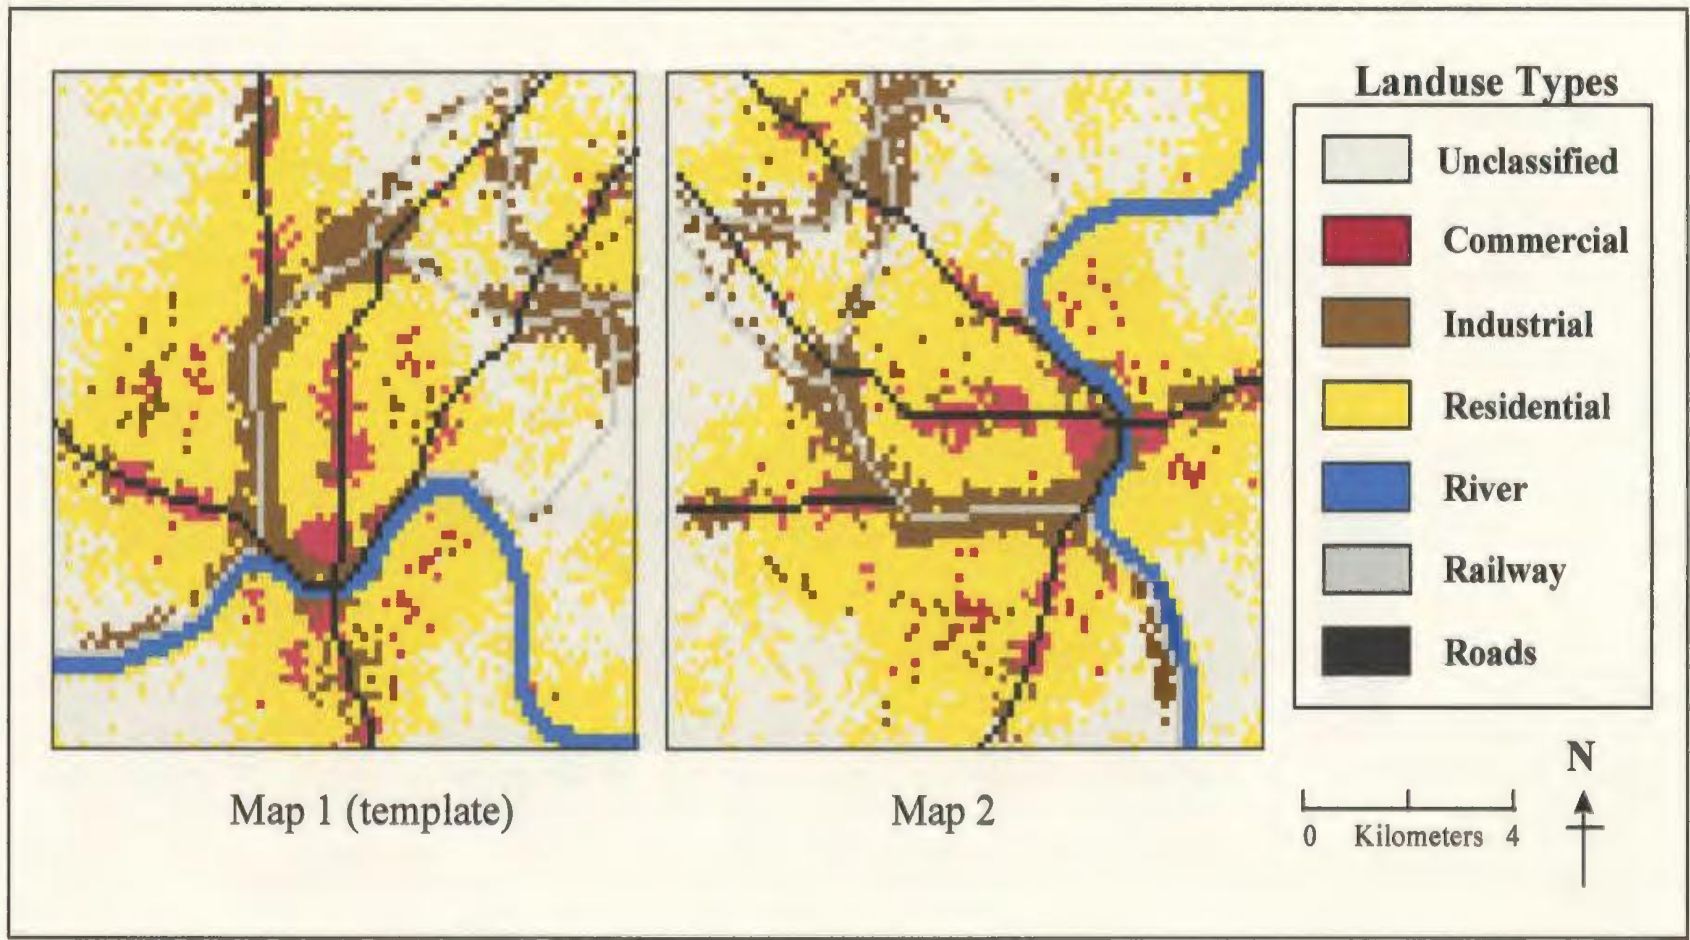 Landuse Types
Unclassified
Commercial
Industrial
Residential
River
Railway
Roads
N
0 Kilometers 4
Map 1 (template)
Map 2